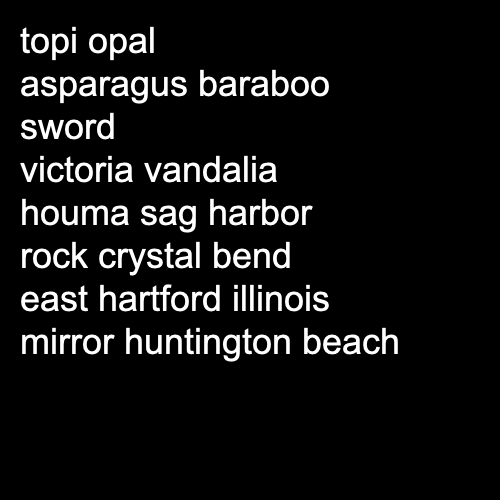 topi opal
asparagus baraboo
sword
victoria vandalia
houma sag harbor
rock crystal bend
east hartford illinois
mirror huntington beach